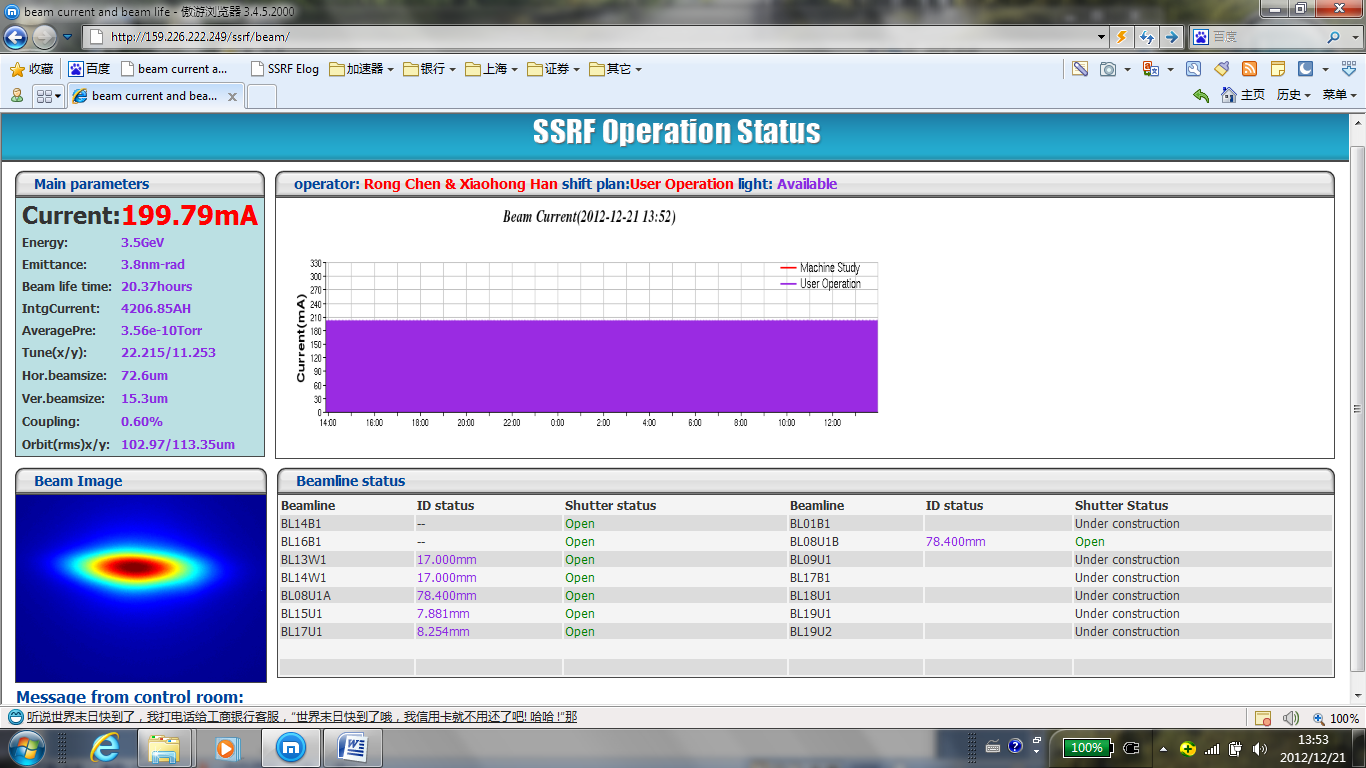 beam current and beam life - 傲游浏览器 3.4.5.2000
http://159.226.222.249/ssrf/beam/
百度
收藏 百度 beam current a... SSRF Elog 加速器 银行 上海 证券 其它
beam current and bea... 主页 历史 菜单
SSRF Operation Status
Main parameters
Current:199.79mA
Energy: 3.5GeV
Emittance: 3.8nm-rad
Beam life time: 20.37hours
IntgCurrent: 4206.85AH
AveragePre: 3.56e-10Torr
Tune(x/y): 22.215/11.253
Hor.beamsize: 72.6um
Ver.beamsize: 15.3um
Coupling: 0.60%
Orbit(rms)x/y: 102.97/113.35um
operator: Rong Chen & Xiaohong Han shift plan:User Operation light: Available
Beam Current(2012-12-21 13:52)
Machine Study
User Operation
Current(mA)
330
300
270
240
210
180
150
120
90
60
30
0
14:00 16:00 18:00 20:00 22:00 0:00 2:00 4:00 6:00 8:00 10:00 12:00
Beam Image
Beamline status
Beamline ID status Shutter status Beamline ID status Shutter Status
BL14B1 -- Open BL01B1 Under construction
BL16B1 -- Open BL08U1B 78.400mm Open
BL13W1 17.000mm Open BL09U1 Under construction
BL14W1 17.000mm Open BL17B1 Under construction
BL08U1A 78.400mm Open BL18U1 Under construction
BL15U1 7.881mm Open BL19U1 Under construction
BL17U1 8.254mm Open BL19U2 Under construction
Message from control room:
听说世界末日快到了，我打电话给工商银行客服，“世界末日快到了哦，我信用卡就不用还了吧! 哈哈 !”那
100%
100%
13:53
2012/12/21